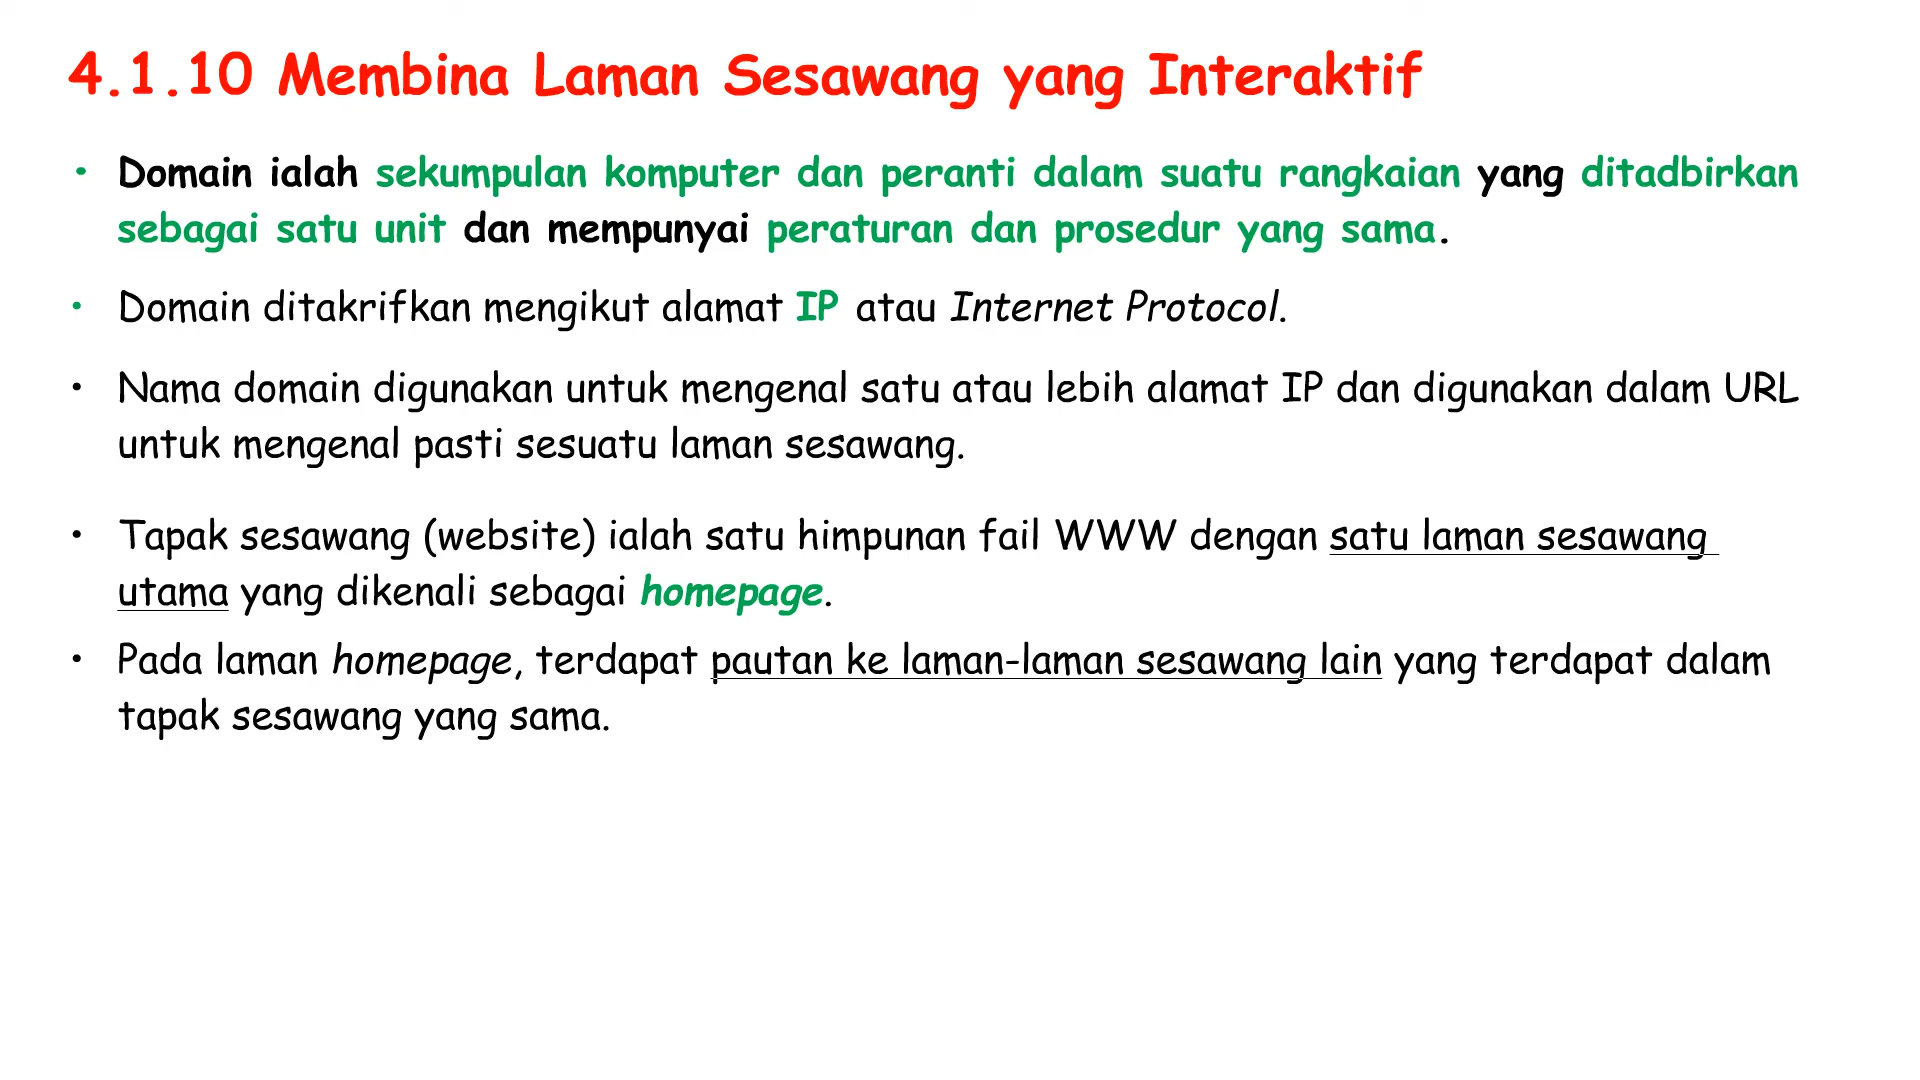 4.1.10 Membina Laman Sesawang yang Interaktif
• Domain ialah sekumpulan komputer dan peranti dalam suatu rangkaian yang ditadbirkan
sebagai satu unit dan mempunyai peraturan dan prosedur yang sama.
• Domain ditakrifkan mengikut alamat IP atau Internet Protocol.
• Nama domain digunakan untuk mengenal satu atau lebih alamat IP dan digunakan dalam URL
untuk mengenal pasti sesuatu laman sesawang.
• Tapak sesawang (website) ialah satu himpunan fail WWW dengan satu laman sesawang
utama yang dikenali sebagai homepage.
• Pada laman homepage, terdapat pautan ke laman-laman sesawang lain yang terdapat dalam
tapak sesawang yang sama.